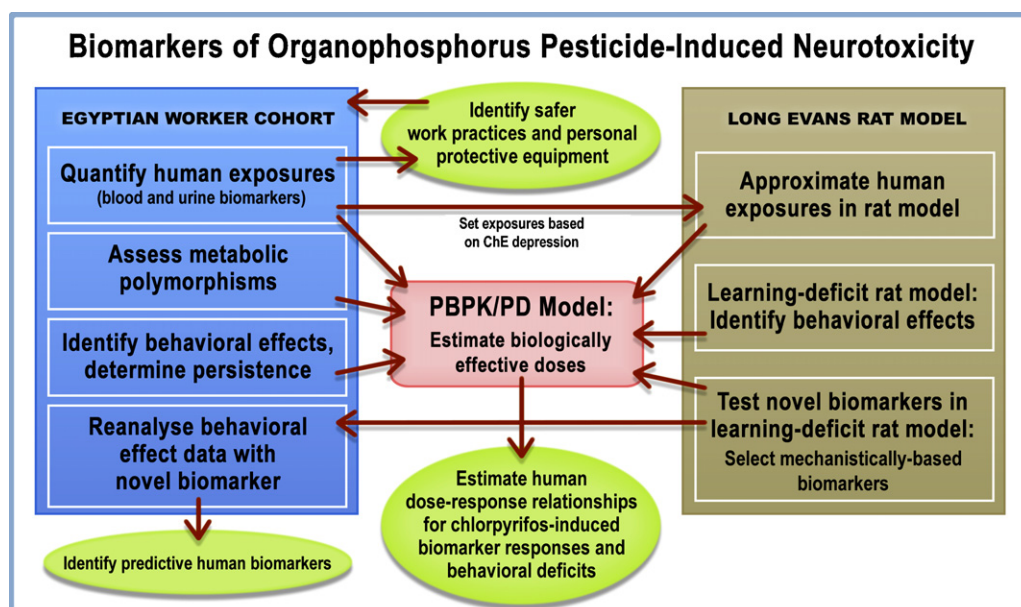 Biomarkers of Organophosphorus Pesticide-Induced Neurotoxicity
EGYPTIAN WORKER COHORT
Quantify human exposures
(blood and urine biomarkers)
Assess metabolic
polymorphisms
Identify behavioral effects,
determine persistence
Reanalyse behavioral
effect data with
novel biomarker
Identify predictive human biomarkers
Identify safer
work practices and personal
protective equipment
Set exposures based
on ChE depression
PBPK/PD Model:
Estimate biologically
effective doses
Estimate human
dose-response relationships
for chlorpyrifos-induced
biomarker responses and
behavioral deficits
LONG EVANS RAT MODEL
Approximate human
exposures in rat model
Learning-deficit rat model:
Identify behavioral effects
Test novel biomarkers in
learning-deficit rat model:
Select mechanistically-based
biomarkers